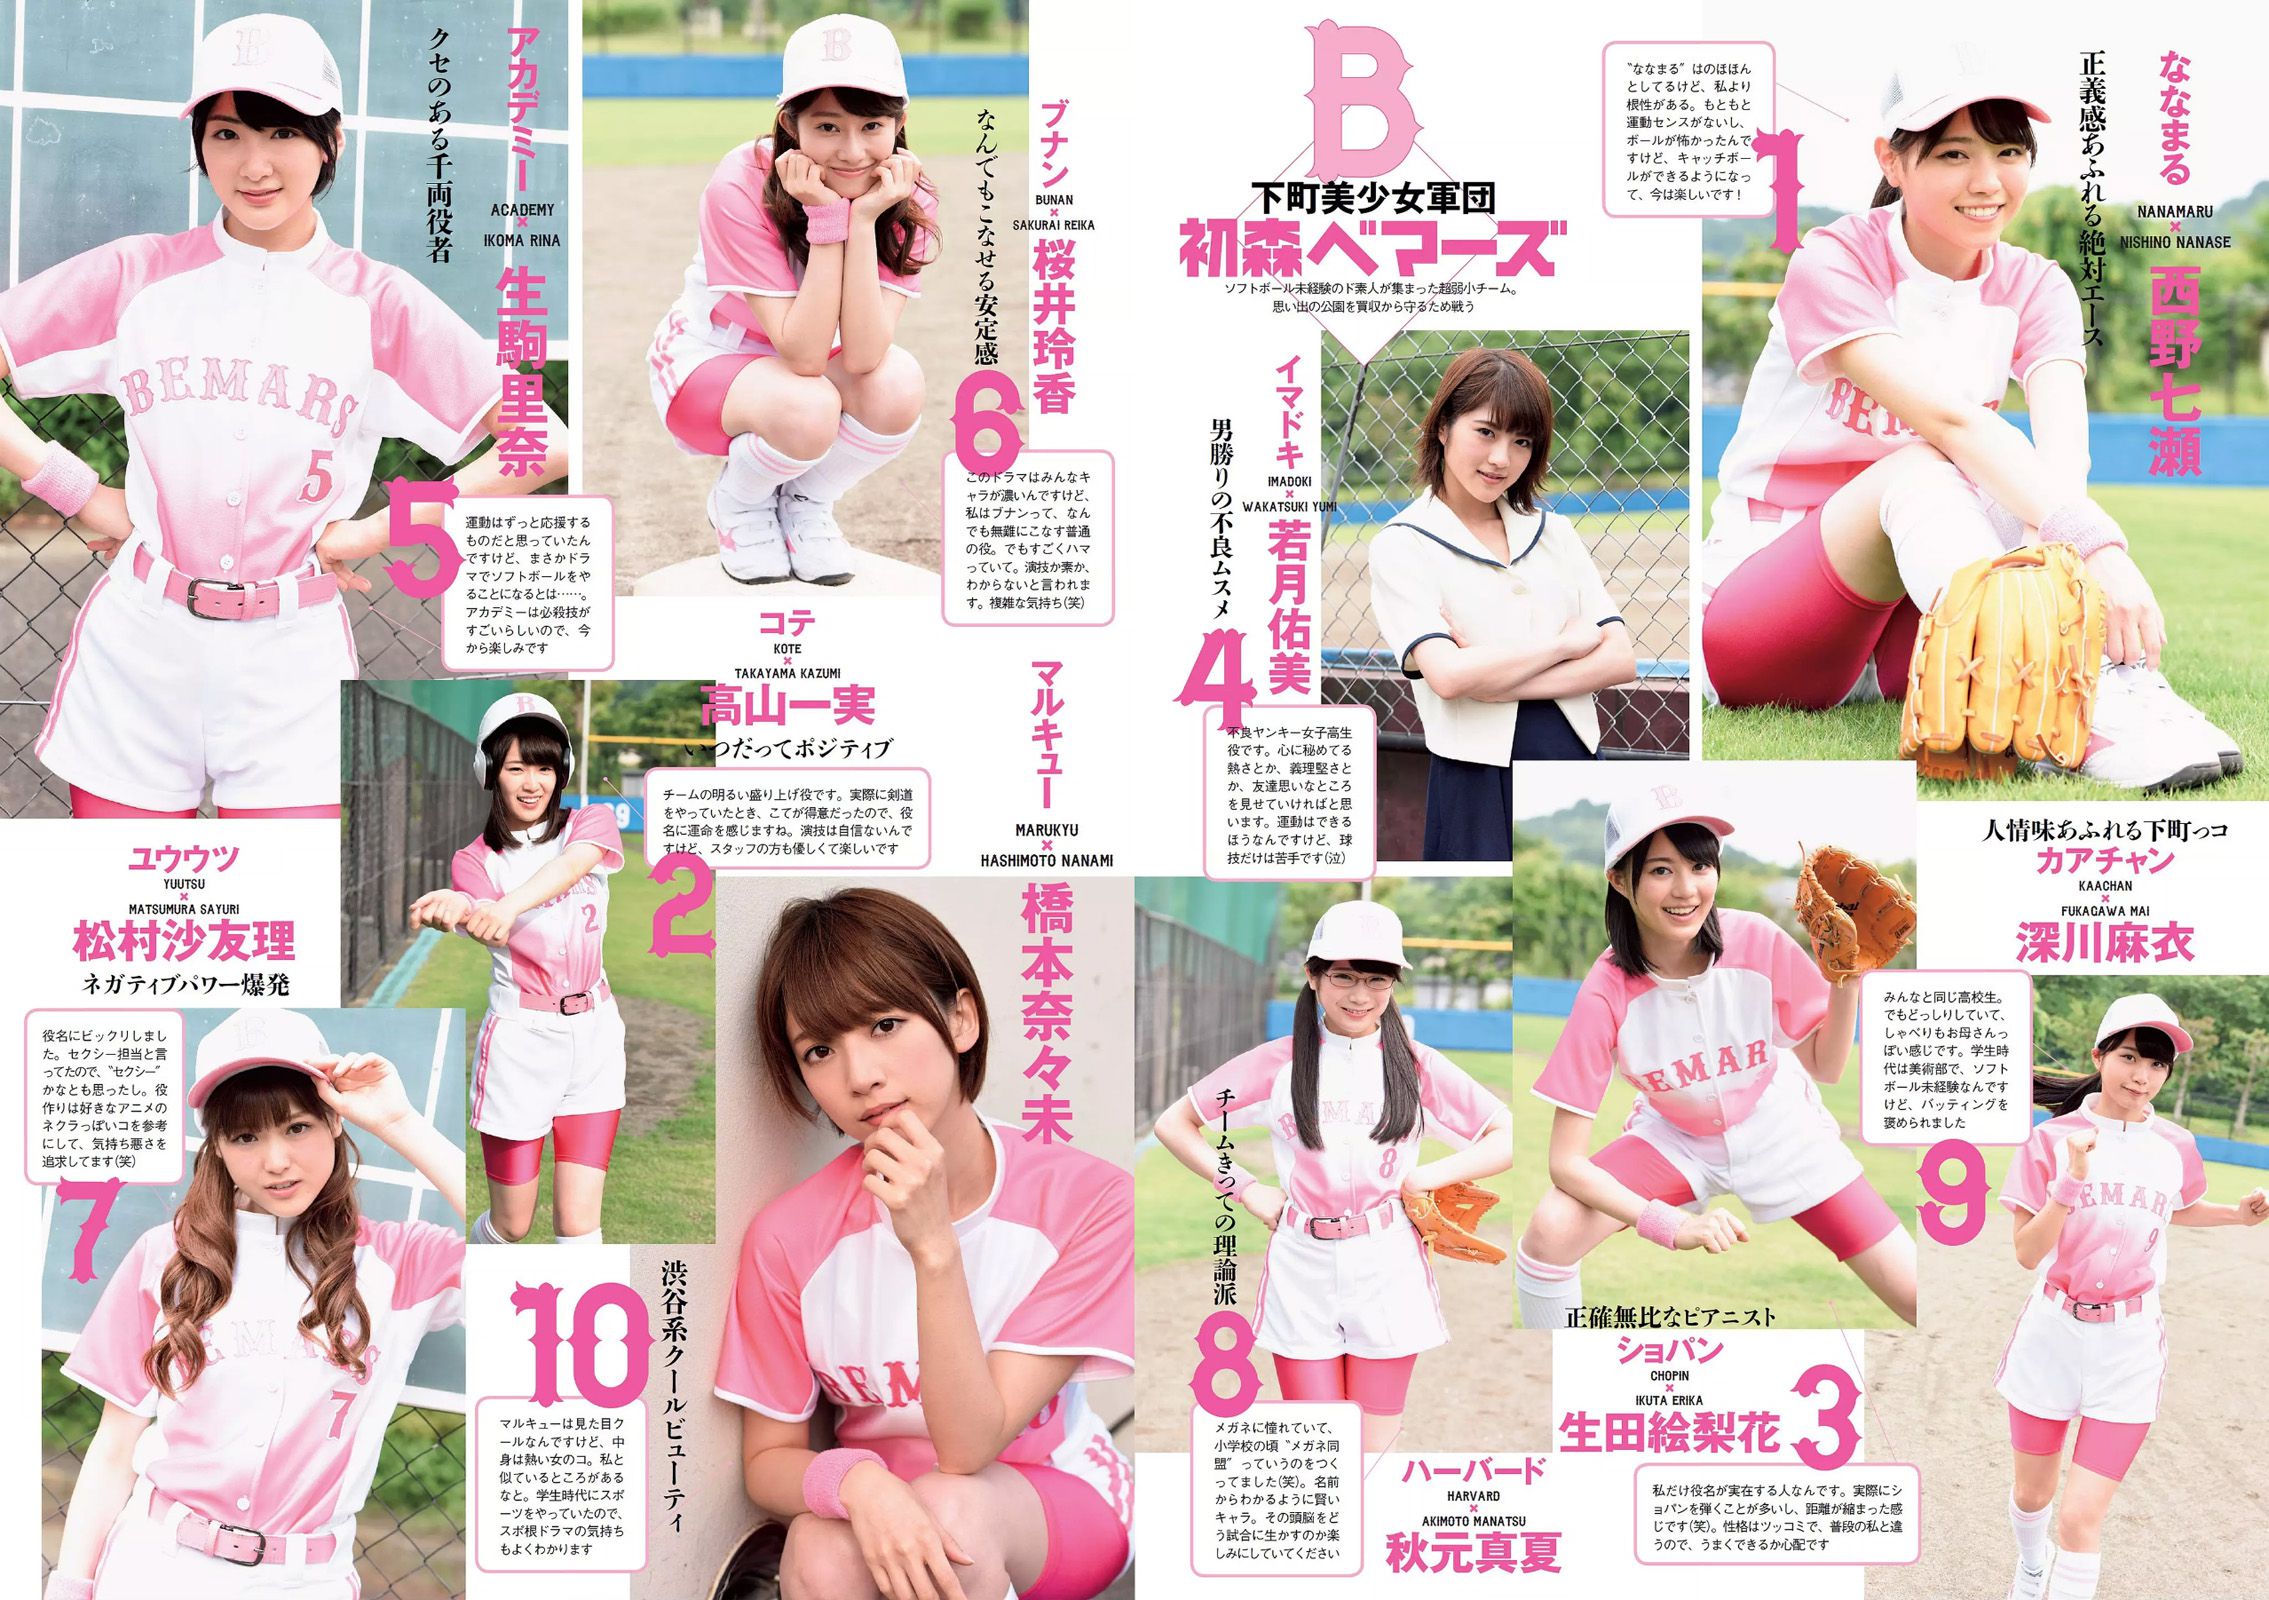 B
下町美少女軍団
初森ベマーズ
ソフトボール未経験のド素人が集まった超弱小チーム。
思い出の公園を買収から守るため戦う
ななまる
NANAMARU
×
NISHINO NANASE
西野七瀬
正義感あふれる絶対エース
1
“ななまる”はのほほん
としてるけど、私より
根性がある。もともと
運動センスがないし、
ボールが怖かったんで
すけど、キャッチボー
ルができるようになっ
て、今は楽しいです!
イマドキ
IMADOKI
×
WAKATSUKI YUMI
若月佑美
男勝りの不良ムスメ
4
不良ヤンキー女子高生
役です。心に秘めてる
熱さとか、義理堅さと
か、友達思いなところ
を見せていければと思
います。運動はできる
ほうなんですけど、球
技だけは苦手です(泣)
人情味あふれる下町っコ
カアチャン
KAACHAN
×
FUKAGAWA MAI
深川麻衣
みんなと同じ高校生。
でもどっしりしていて、
しゃべりもお母さんっ
ぽい感じです。学生時
代は美術部で、ソフト
ボール未経験なんです
けど、バッティングを
褒められました
9
BEMARS
9
正確無比なピアニスト
ショパン
CHOPIN
×
IKUTA ERIKA
生田絵梨花
3
私だけ役名が実在する人なんです。実際にシ
ョパンを弾くことが多いし、距離が縮まった感
じです(笑)。性格はツッコミで、普段の私と違
うので、うまくできるか心配です
チームきっての理論派
8
ハーバード
HARVARD
×
AKIMOTO MANATSU
秋元真夏
メガネに憧れていて、
小学校の頃“メガネ同
盟”っていうのをつく
ってました(笑)。名前
からわかるように賢い
キャラ。その頭脳をど
う試合に生かすのか楽
しみにしていてください
8
アカデミー
ACADEMY
×
IKOMA RINA
生駒里奈
クセのある千両役者
B
BEMARS
5
5
運動はずっと応援する
ものだと思っていたん
ですけど、まさかドラ
マでソフトボールをや
ることになるとは……。
アカデミーは必殺技が
すごいらしいので、今
から楽しみです
ブナン
BUNAN
×
SAKURAI REIKA
桜井玲香
なんでもこなせる安定感
B
6
このドラマはみんなキ
ャラが濃いんですけど、
私はブナンって、なん
でも無難にこなす普通
の役。でもすごくハマ
っていて。演技か素か、
わからないと言われま
す。複雑な気持ち(笑)
コテ
KOTE
×
TAKAYAMA KAZUMI
高山一実
いつだってポジティブ
チームの明るい盛り上げ役です。実際に剣道
をやっていたとき、こてが得意だったので、役
名に運命を感じますね。演技は自信ないんで
すけど、スタッフの方も優しくて楽しいです
2
B
2
マルキュー
MARUKYU
×
HASHIMOTO NANAMI
橋本奈々未
渋谷系クールビューティ
10
マルキューは見た目ク
ールなんですけど、中
身は熱い女のコ。私と
似ているところがある
なと。学生時代にスポ
ーツをやっていたので、
スポ根ドラマの気持ち
もよくわかります
ユウウツ
YUUTSU
×
MATSUMURA SAYURI
松村沙友理
ネガティブパワー爆発
役名にビックリしまし
た。セクシー担当と言
ってたので、“セクシー”
かなとも思ったし。役
作りは好きなアニメの
ネクラっぽいコを参考
にして、気持ち悪さを
追求してます(笑)
7
BEMARS
7